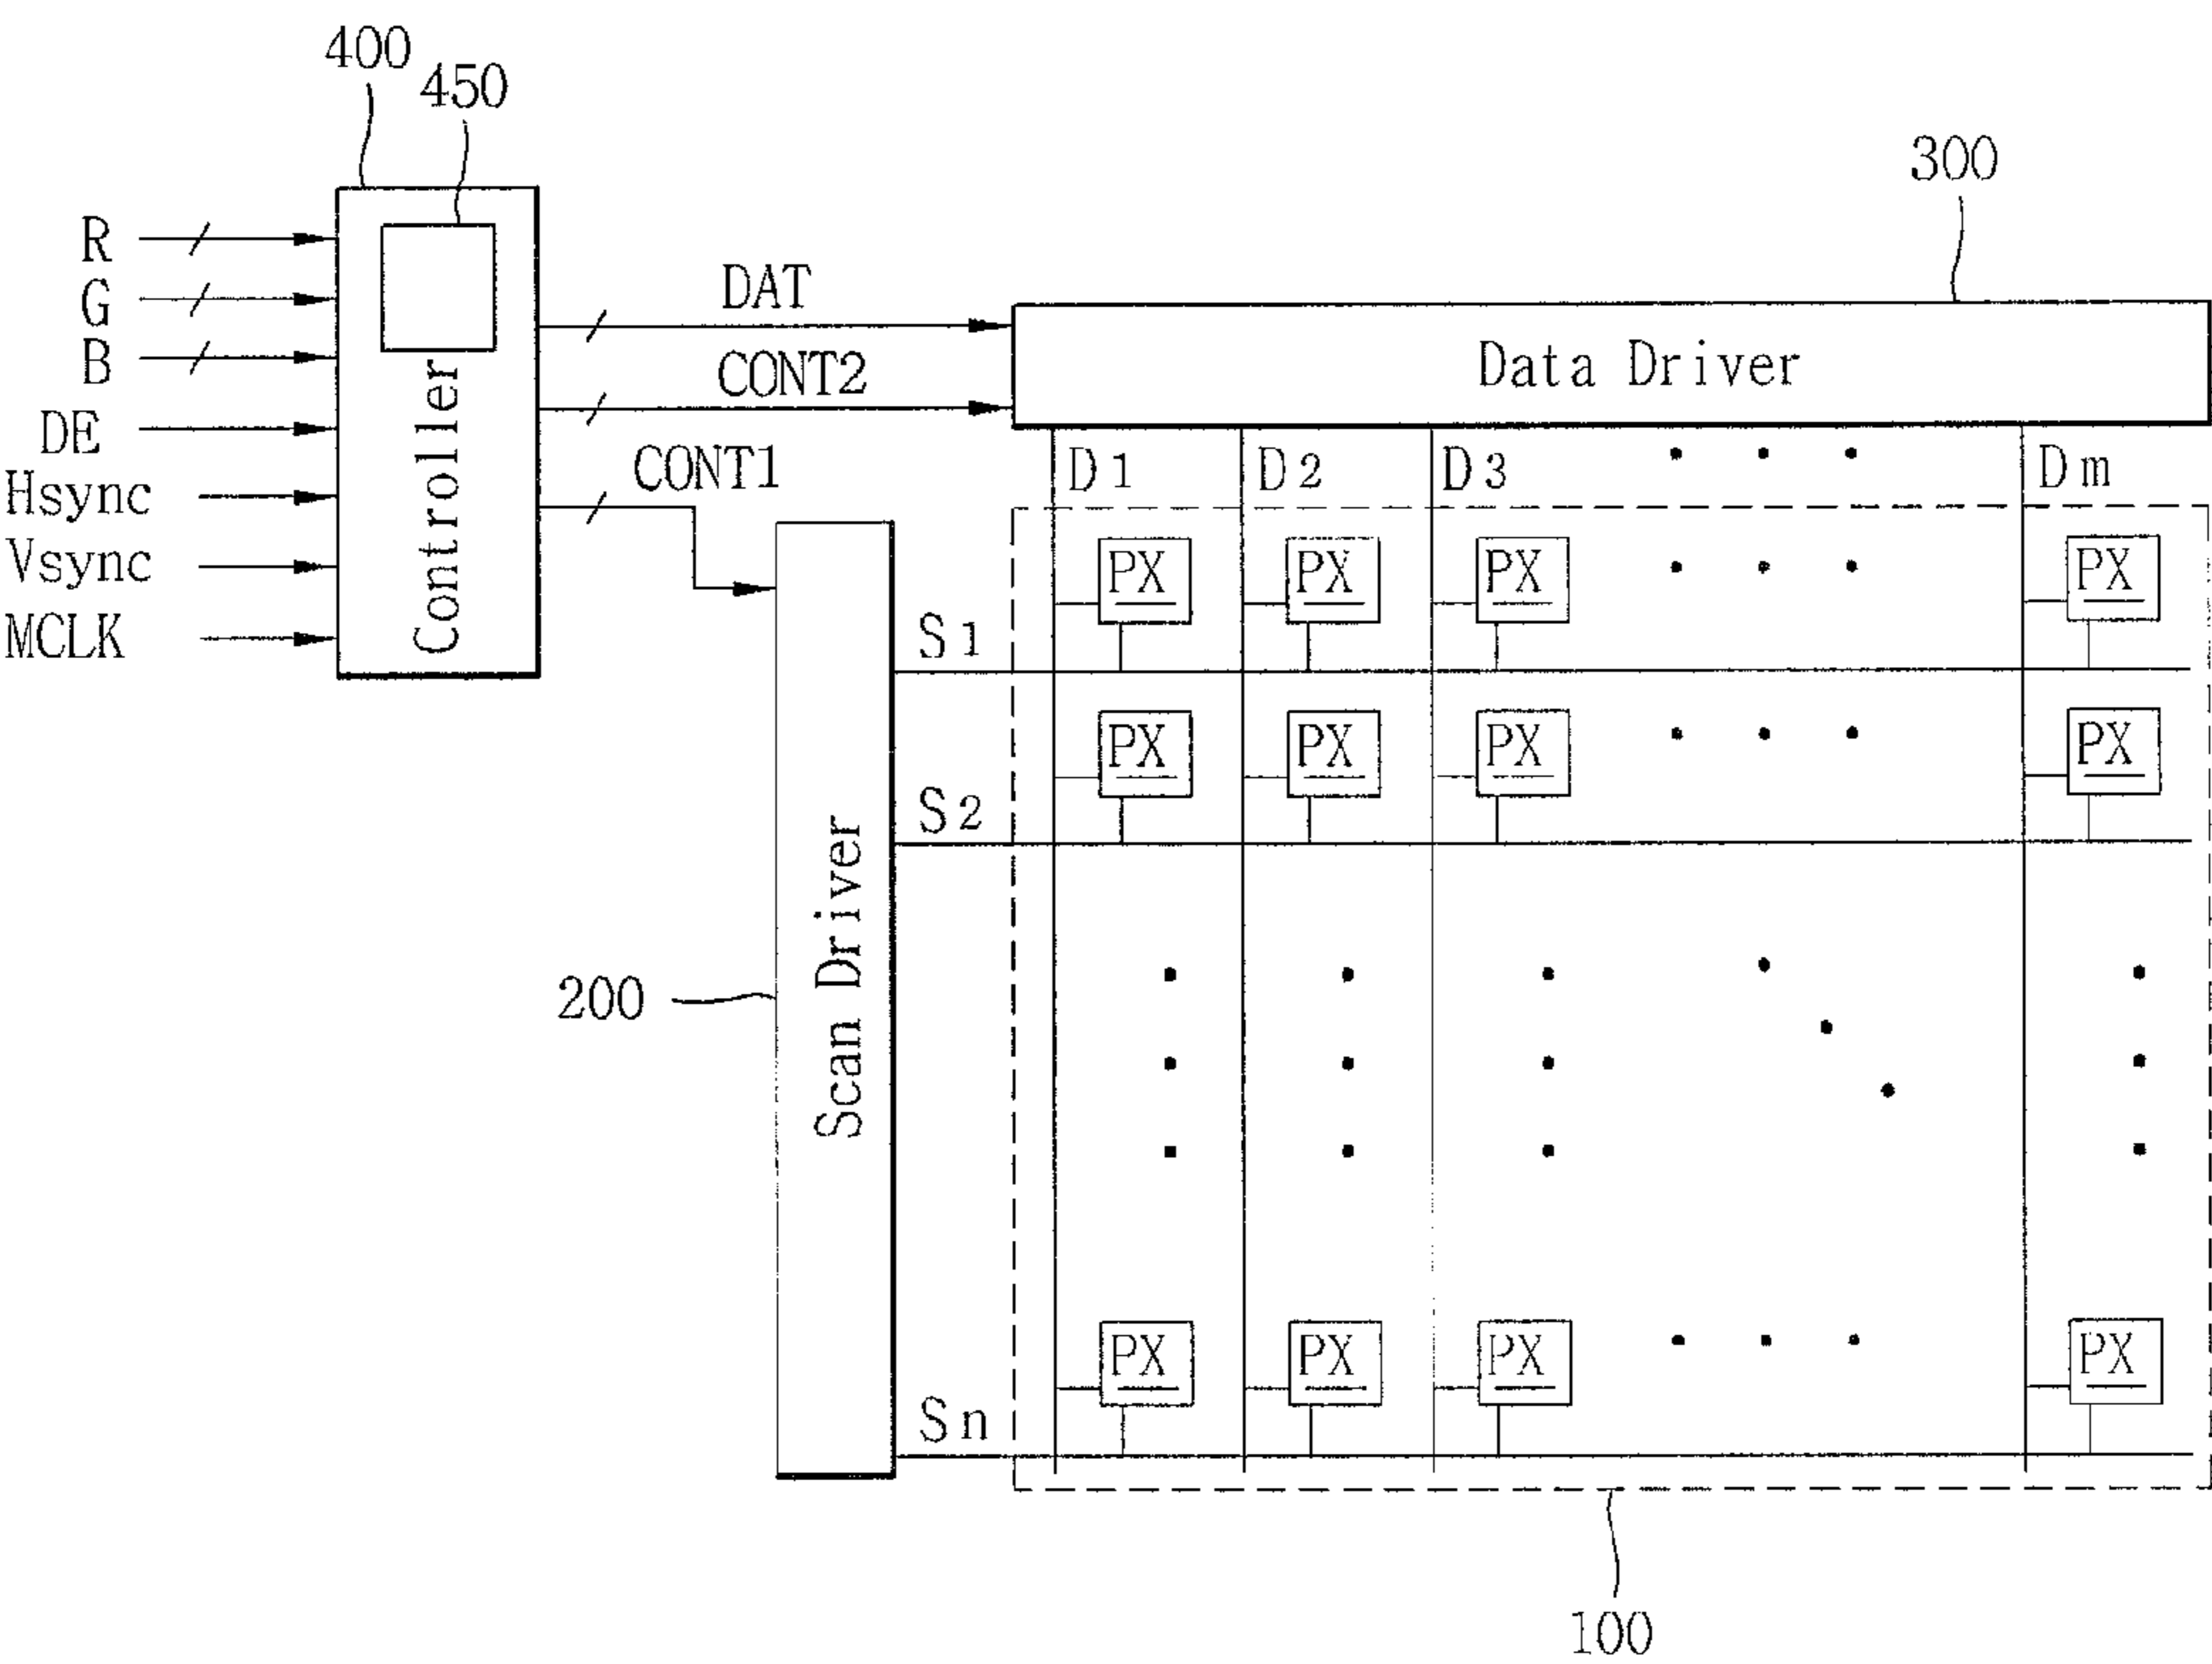 400
450
300
R
G
B
DE
Hsync
Vsync
MCLK
Controller
DAT
CONT2
CONT1
Data Driver
D1 D2 D3 Dm
PX PX PX PX
S1
PX PX PX PX
S2
Scan Driver
200
PX PX PX PX
Sn
100